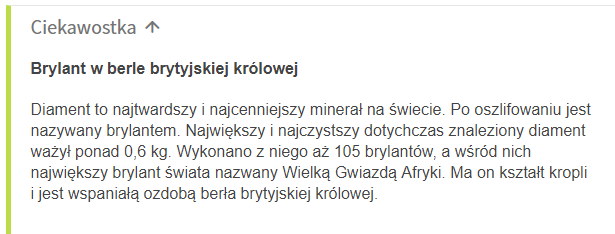 Ciekawostka ↑
Brylant w berle brytyjskiej królowej
Diament to najtwardszy i najcenniejszy minerał na świecie. Po oszlifowaniu jest
nazywany brylantem. Największy i najczystszy dotychczas znaleziony diament
ważył ponad 0,6 kg. Wykonano z niego aż 105 brylantów, a wśród nich
największy brylant świata nazwany Wielką Gwiazdą Afryki. Ma on kształt kropli
i jest wspaniałą ozdobą berła brytyjskiej królowej.